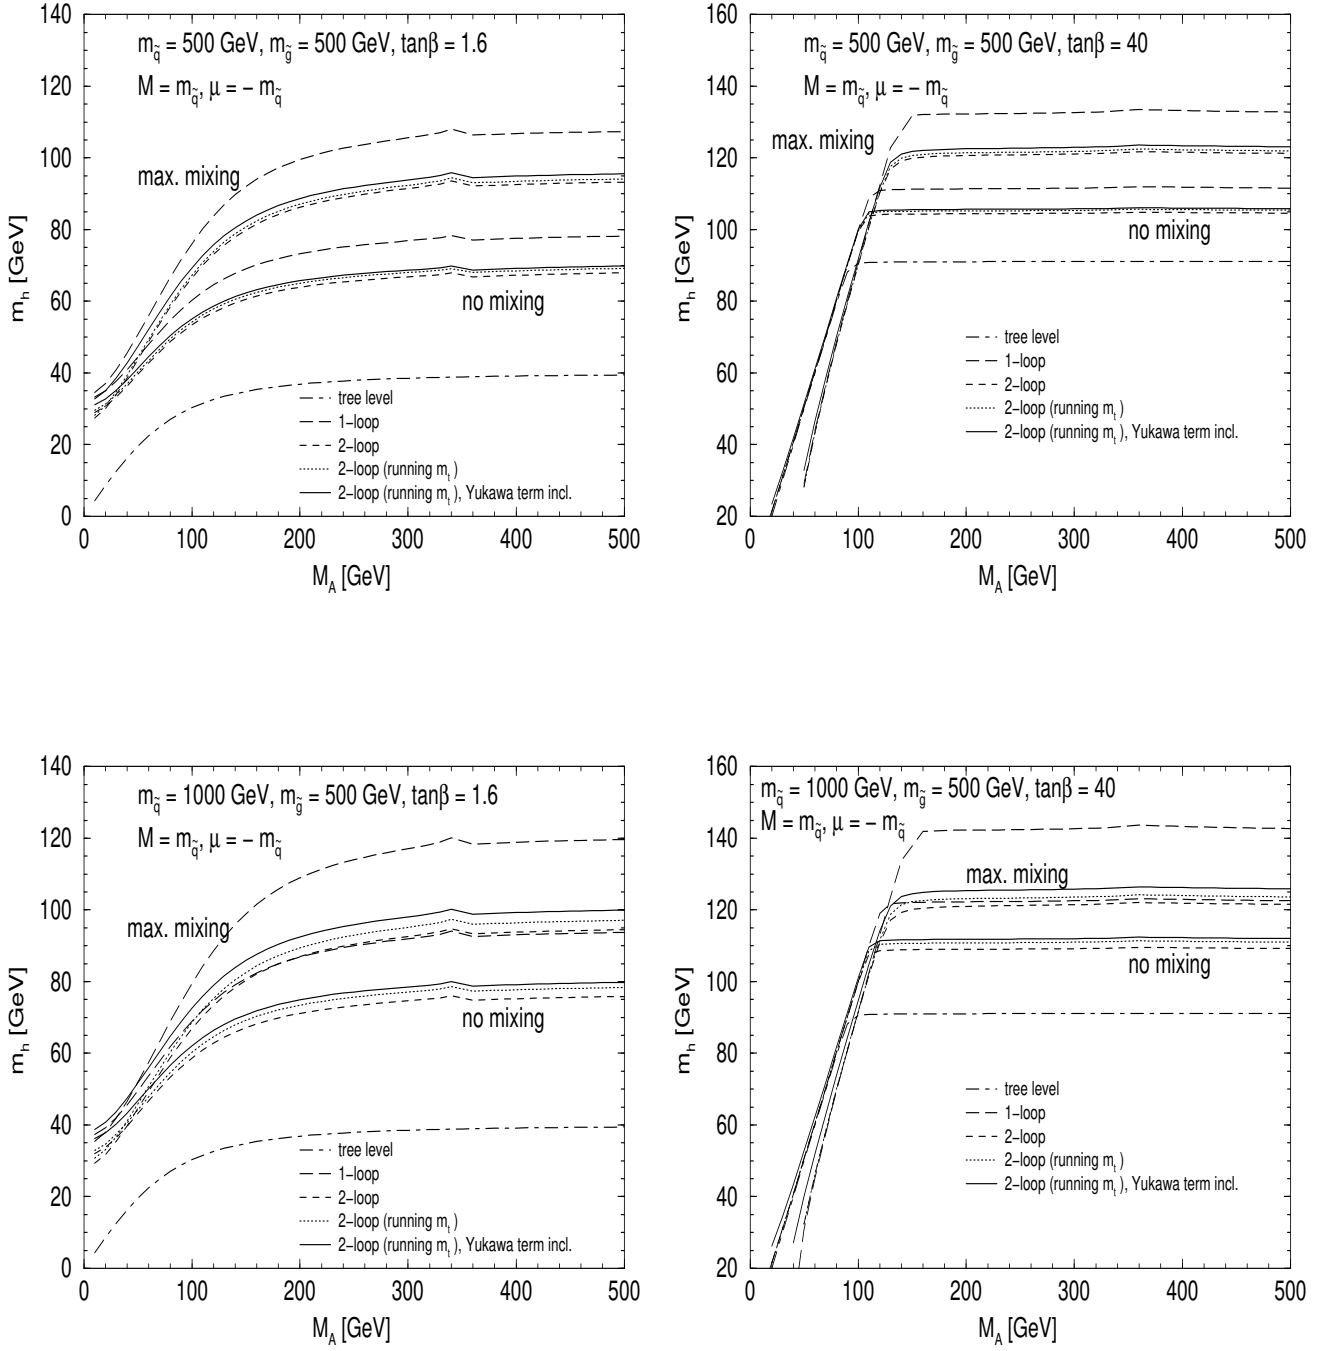 m_q̃ = 500 GeV, m_g̃ = 500 GeV, tanβ = 1.6
M = m_q̃, μ = − m_q̃
max. mixing
no mixing
tree level
1−loop
2−loop
2−loop (running m_t)
2−loop (running m_t), Yukawa term incl.
m_h [GeV]
140
120
100
80
60
40
20
0
0 100 200 300 400 500
M_A [GeV]
m_q̃ = 500 GeV, m_g̃ = 500 GeV, tanβ = 40
M = m_q̃, μ = − m_q̃
max. mixing
no mixing
tree level
1−loop
2−loop
2−loop (running m_t)
2−loop (running m_t), Yukawa term incl.
m_h [GeV]
160
140
120
100
80
60
40
20
0 100 200 300 400 500
M_A [GeV]
m_q̃ = 1000 GeV, m_g̃ = 500 GeV, tanβ = 1.6
M = m_q̃, μ = − m_q̃
max. mixing
no mixing
tree level
1−loop
2−loop
2−loop (running m_t)
2−loop (running m_t), Yukawa term incl.
m_h [GeV]
140
120
100
80
60
40
20
0
0 100 200 300 400 500
M_A [GeV]
m_q̃ = 1000 GeV, m_g̃ = 500 GeV, tanβ = 40
M = m_q̃, μ = − m_q̃
max. mixing
no mixing
tree level
1−loop
2−loop
2−loop (running m_t)
2−loop (running m_t), Yukawa term incl.
m_h [GeV]
160
140
120
100
80
60
40
20
0 100 200 300 400 500
M_A [GeV]